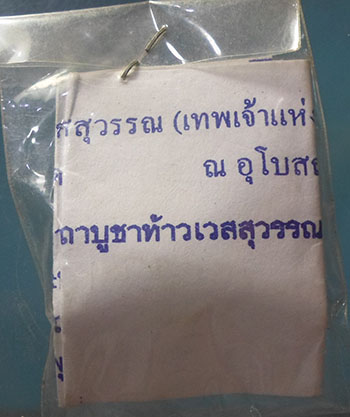 สสุวรรณ (เทพเจ้าแห่
ณ อุโบส
ถาบูชาท้าวเวสสุวรรณ